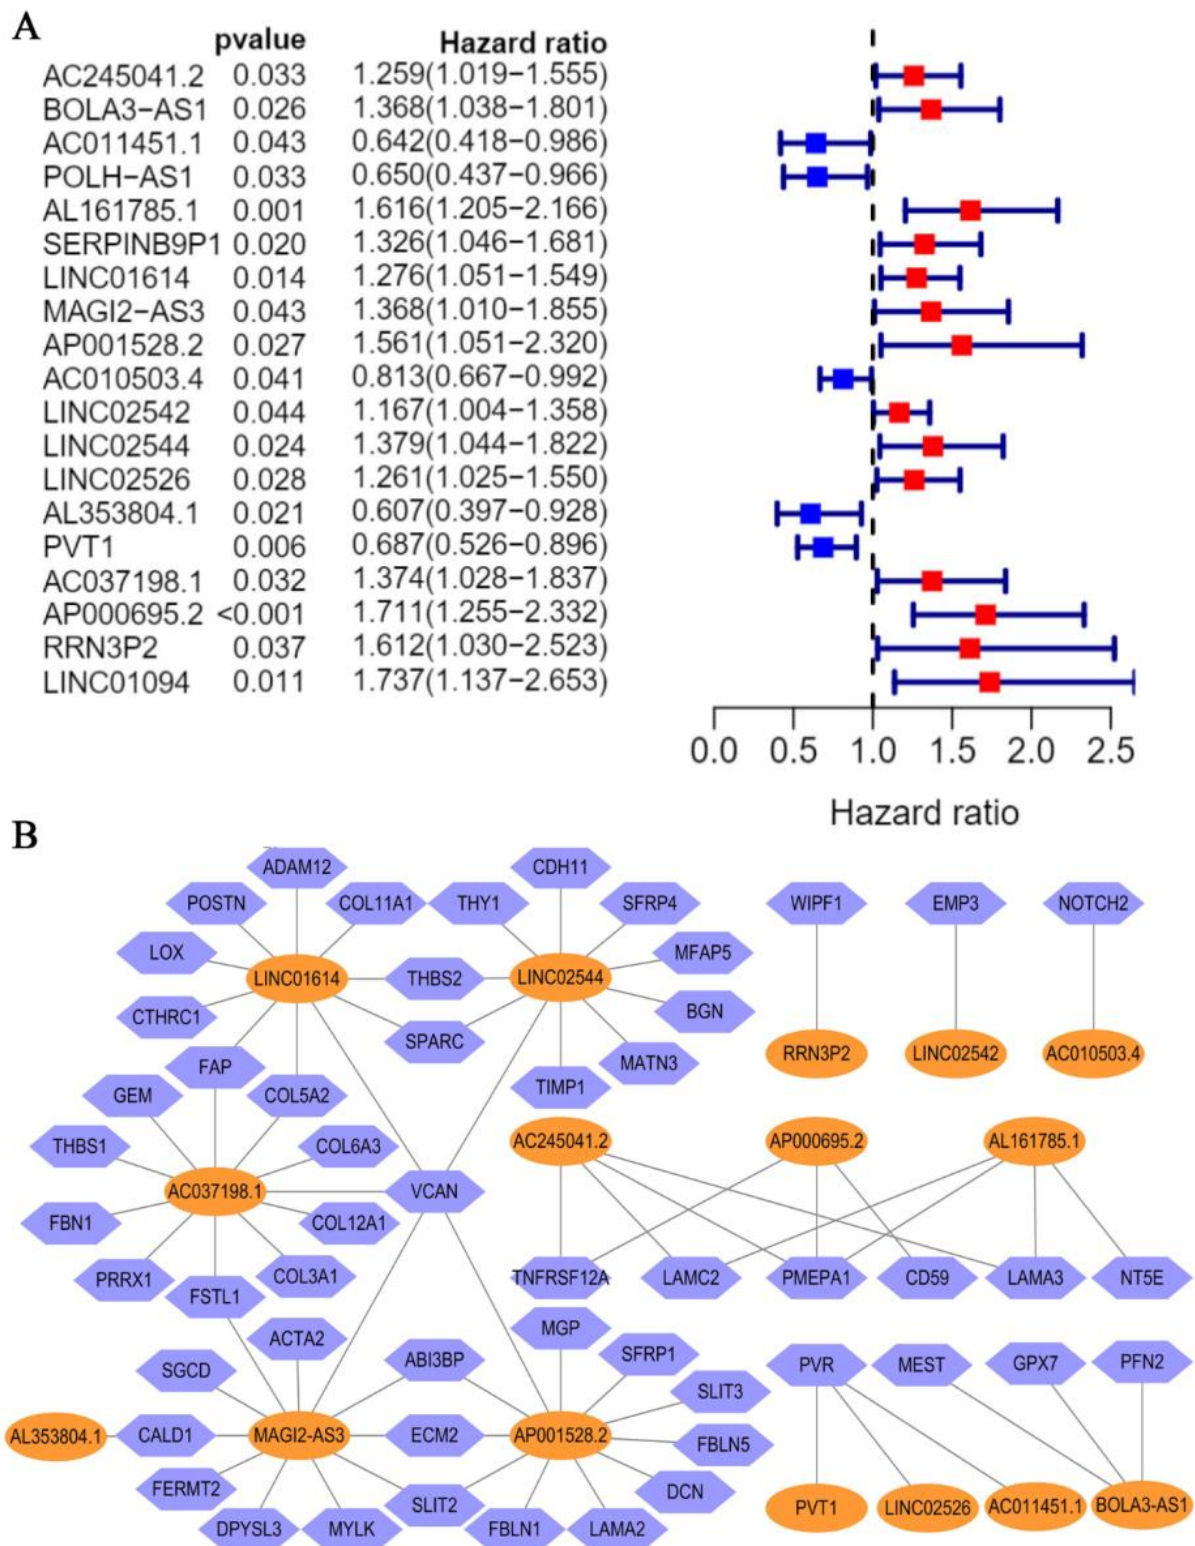 A
pvalue Hazard ratio
AC245041.2 0.033 1.259(1.019−1.555)
BOLA3−AS1 0.026 1.368(1.038−1.801)
AC011451.1 0.043 0.642(0.418−0.986)
POLH−AS1 0.033 0.650(0.437−0.966)
AL161785.1 0.001 1.616(1.205−2.166)
SERPINB9P1 0.020 1.326(1.046−1.681)
LINC01614 0.014 1.276(1.051−1.549)
MAGI2−AS3 0.043 1.368(1.010−1.855)
AP001528.2 0.027 1.561(1.051−2.320)
AC010503.4 0.041 0.813(0.667−0.992)
LINC02542 0.044 1.167(1.004−1.358)
LINC02544 0.024 1.379(1.044−1.822)
LINC02526 0.028 1.261(1.025−1.550)
AL353804.1 0.021 0.607(0.397−0.928)
PVT1 0.006 0.687(0.526−0.896)
AC037198.1 0.032 1.374(1.028−1.837)
AP000695.2 <0.001 1.711(1.255−2.332)
RRN3P2 0.037 1.612(1.030−2.523)
LINC01094 0.011 1.737(1.137−2.653)
0.0 0.5 1.0 1.5 2.0 2.5
Hazard ratio
B
ADAM12 CDH11
POSTN COL11A1 THY1 SFRP4 WIPF1 EMP3 NOTCH2
LOX MFAP5
LINC01614 THBS2 LINC02544
CTHRC1 BGN
SPARC
RRN3P2 LINC02542 AC010503.4
FAP MATN3
GEM COL5A2 TIMP1
THBS1 COL6A3 AC245041.2 AP000695.2 AL161785.1
AC037198.1 VCAN
FBN1 COL12A1
PRRX1 COL3A1 TNFRSF12A LAMC2 PMEPA1 CD59 LAMA3 NT5E
FSTL1
ACTA2 MGP
SGCD ABI3BP SFRP1 PVR MEST GPX7 PFN2
SLIT3
AL353804.1 CALD1 MAGI2-AS3 ECM2 AP001528.2
FBLN5
FERMT2 DCN
SLIT2
PVT1 LINC02526 AC011451.1 BOLA3-AS1
DPYSL3 MYLK FBLN1 LAMA2